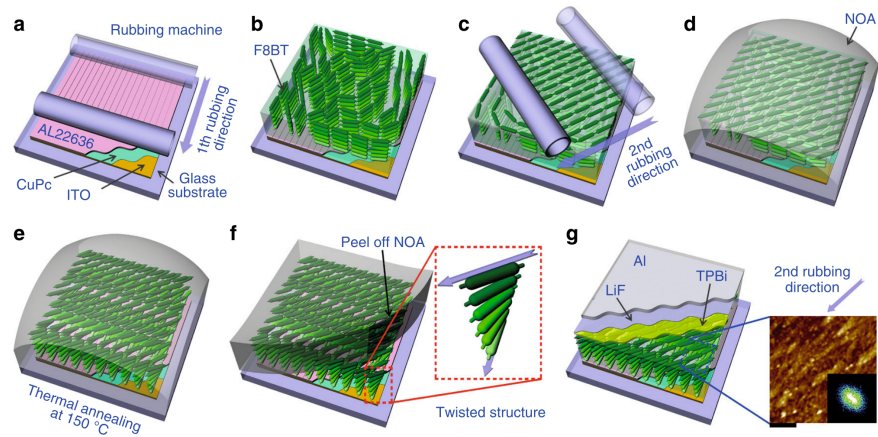 a
Rubbing machine
AL22636
CuPc
ITO
Glass
substrate
1th rubbing
direction
b
F8BT
c
2nd
rubbing
direction
d
NOA
e
Thermal annealing
at 150 °C
f
Peel off NOA
Twisted structure
g
Al
LiF
TPBi
2nd rubbing
direction